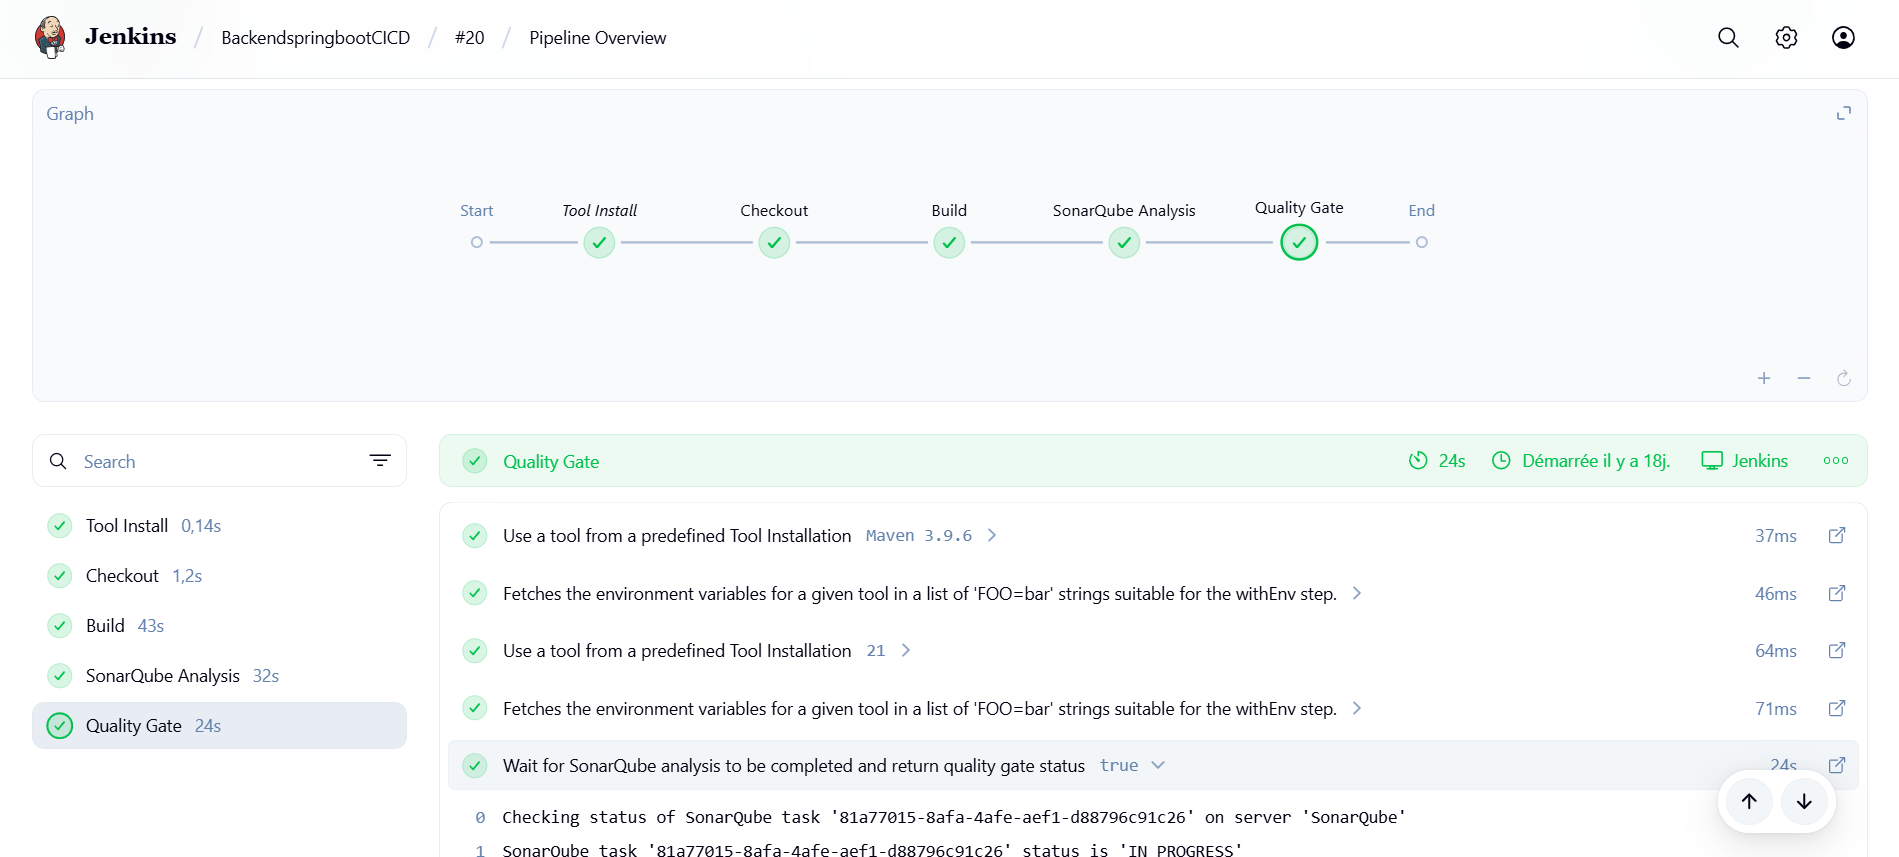 Jenkins / BackendspringbootCICD / #20 / Pipeline Overview
Graph
Start Tool Install Checkout Build SonarQube Analysis Quality Gate End
Search
Tool Install 0,14s
Checkout 1,2s
Build 43s
SonarQube Analysis 32s
Quality Gate 24s
Quality Gate 24s Démarrée il y a 18j. Jenkins
Use a tool from a predefined Tool Installation Maven 3.9.6 37ms
Fetches the environment variables for a given tool in a list of 'FOO=bar' strings suitable for the withEnv step. 46ms
Use a tool from a predefined Tool Installation 21 64ms
Fetches the environment variables for a given tool in a list of 'FOO=bar' strings suitable for the withEnv step. 71ms
Wait for SonarQube analysis to be completed and return quality gate status true 24s
0 Checking status of SonarQube task '81a77015-8afa-4afe-aef1-d88796c91c26' on server 'SonarQube'
1 SonarQube task '81a77015-8afa-4afe-aef1-d88796c91c26' status is 'IN_PROGRESS'